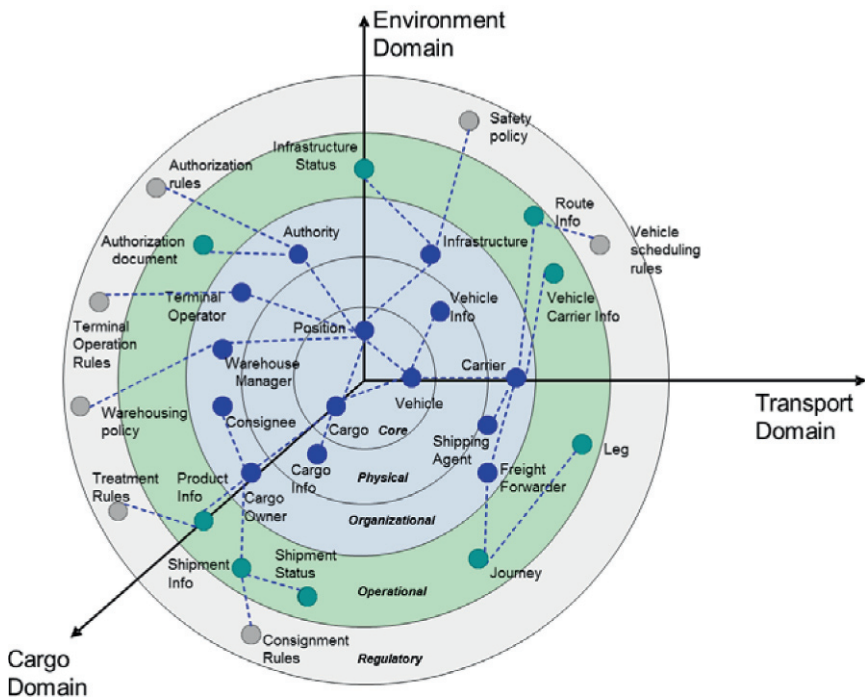 Environment
Domain
Safety
policy
Infrastructure
Status
Authorization
rules
Route
Info
Vehicle
scheduling
rules
Authority
Infrastructure
Authorization
document
Vehicle
Carrier Info
Terminal
Operator
Vehicle
Info
Terminal
Operation
Rules
Position
Warehouse
Manager
Carrier
Vehicle
Transport
Domain
Warehousing
policy
Consignee
Cargo
Core
Shipping
Agent
Leg
Cargo
Info
Physical
Freight
Forwarder
Treatment
Rules
Product
Info
Cargo
Owner
Organizational
Shipment
Info
Shipment
Status
Operational
Journey
Consignment
Rules
Regulatory
Cargo
Domain